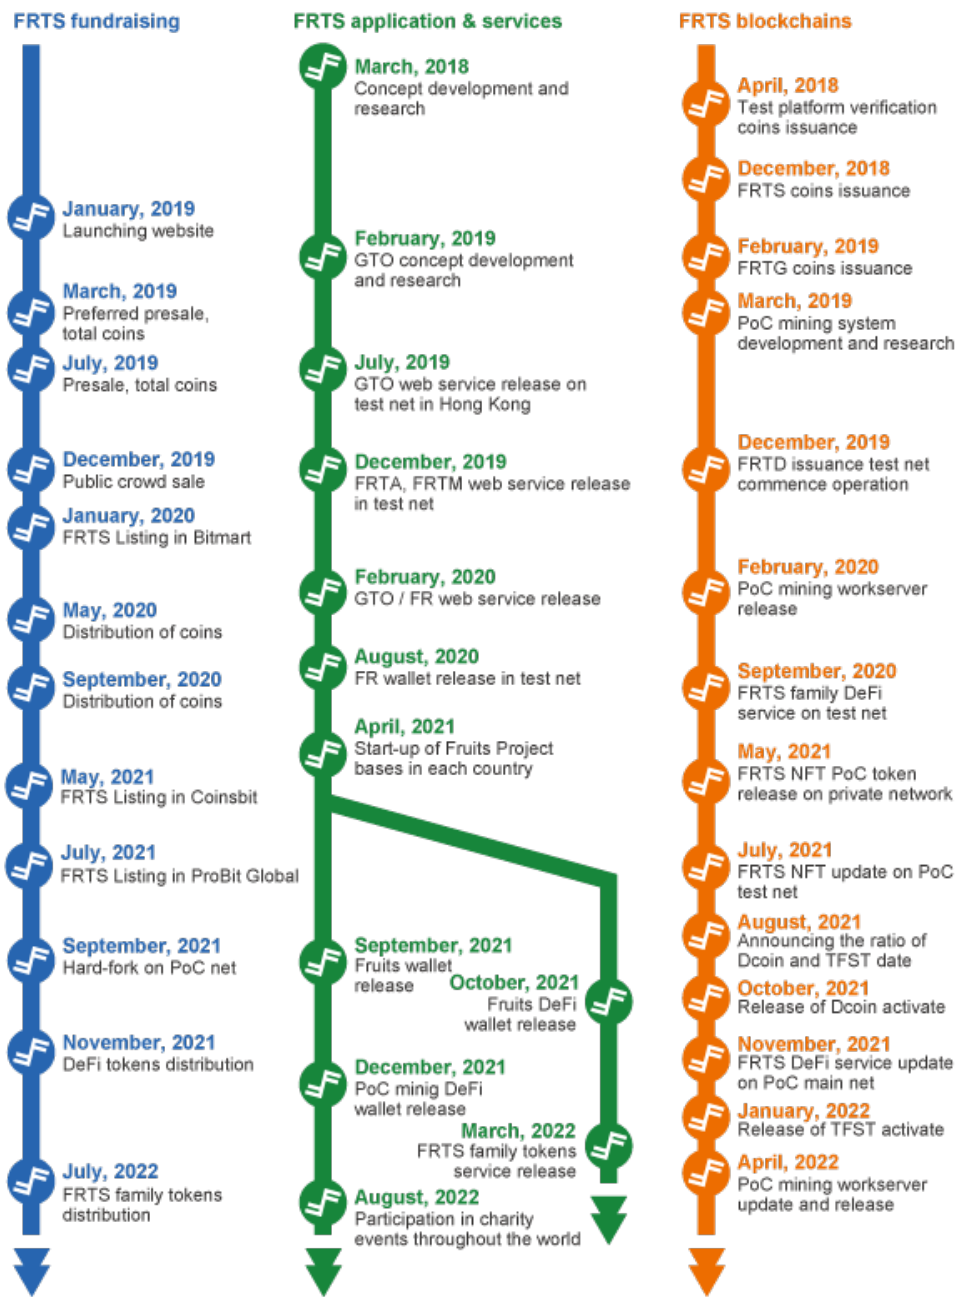 FRTS fundraising
January, 2019
Launching website
March, 2019
Preferred presale,
total coins
July, 2019
Presale, total coins
December, 2019
Public crowd sale
January, 2020
FRTS Listing in Bitmart
May, 2020
Distribution of coins
September, 2020
Distribution of coins
May, 2021
FRTS Listing in Coinsbit
July, 2021
FRTS Listing in ProBit Global
September, 2021
Hard-fork on PoC net
November, 2021
DeFi tokens distribution
July, 2022
FRTS family tokens
distribution
FRTS application & services
March, 2018
Concept development and
research
February, 2019
GTO concept development
and research
July, 2019
GTO web service release on
test net in Hong Kong
December, 2019
FRTA, FRTM web service release
in test net
February, 2020
GTO / FR web service release
August, 2020
FR wallet release in test net
April, 2021
Start-up of Fruits Project
bases in each country
September, 2021
Fruits wallet
release
October, 2021
Fruits DeFi
wallet release
December, 2021
PoC minig DeFi
wallet release
March, 2022
FRTS family tokens
service release
August, 2022
Participation in charity
events throughout the world
FRTS blockchains
April, 2018
Test platform verification
coins issuance
December, 2018
FRTS coins issuance
February, 2019
FRTG coins issuance
March, 2019
PoC mining system
development and research
December, 2019
FRTD issuance test net
commence operation
February, 2020
PoC mining workserver
release
September, 2020
FRTS family DeFi
service on test net
May, 2021
FRTS NFT PoC token
release on private network
July, 2021
FRTS NFT update on PoC
test net
August, 2021
Announcing the ratio of
Dcoin and TFST date
October, 2021
Release of Dcoin activate
November, 2021
FRTS DeFi service update
on PoC main net
January, 2022
Release of TFST activate
April, 2022
PoC mining workserver
update and release